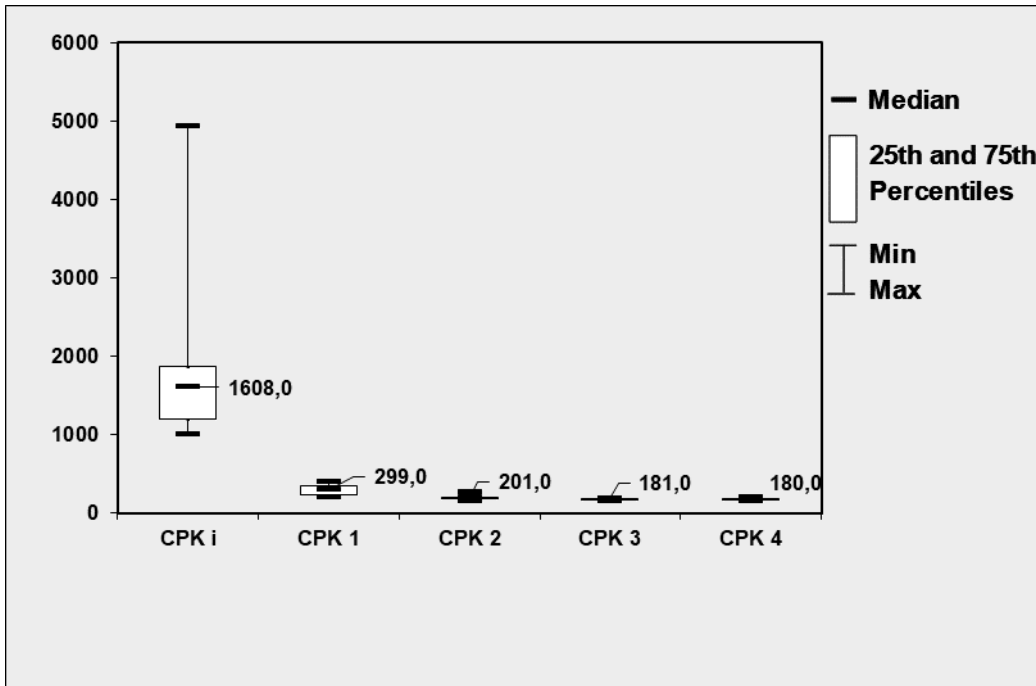 6000
5000
4000
3000
2000
1000
0
1608,0
299,0
201,0
181,0
180,0
CPK i
CPK 1
CPK 2
CPK 3
CPK 4
Median
25th and 75th
Percentiles
Min
Max